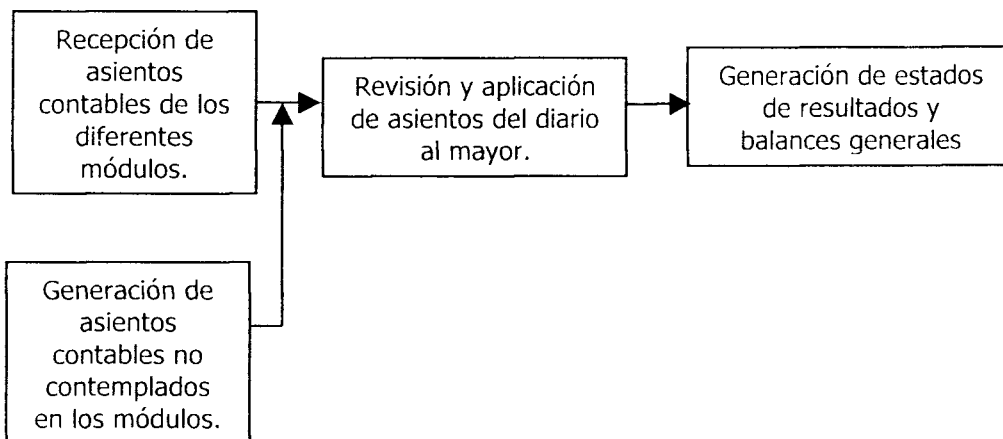 Recepción de
asientos
contables de los
diferentes
módulos.
Revisión y aplicación
de asientos del diario
al mayor.
Generación de estados
de resultados y
balances generales
Generación de
asientos
contables no
contemplados
en los módulos.